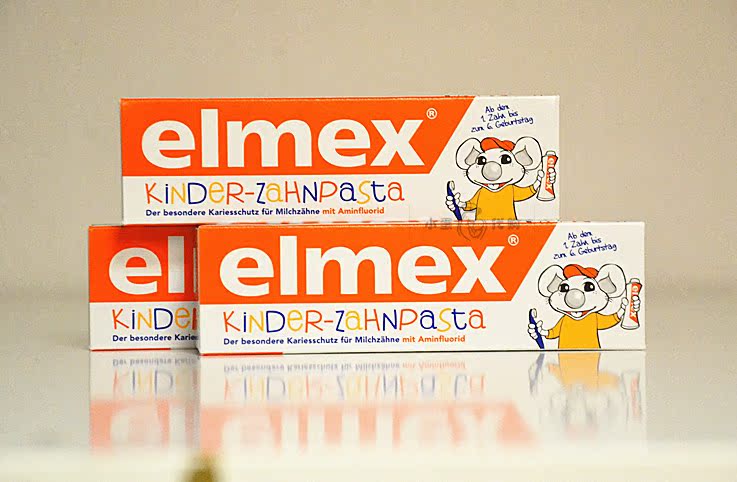 elmex®
Ab dem
1. Zahn bis
zum 6. Geburtstag
KiNDER-ZaHNPaSTa
Der besondere Kariesschutz für Milchzähne mit Aminfluorid
el
KiNDE
Der besondere Karies
elmex®
Ab dem
1. Zahn bis
zum 6. Geburtstag
KiNDER-ZaHNPaSTa
Der besondere Kariesschutz für Milchzähne mit Aminfluorid